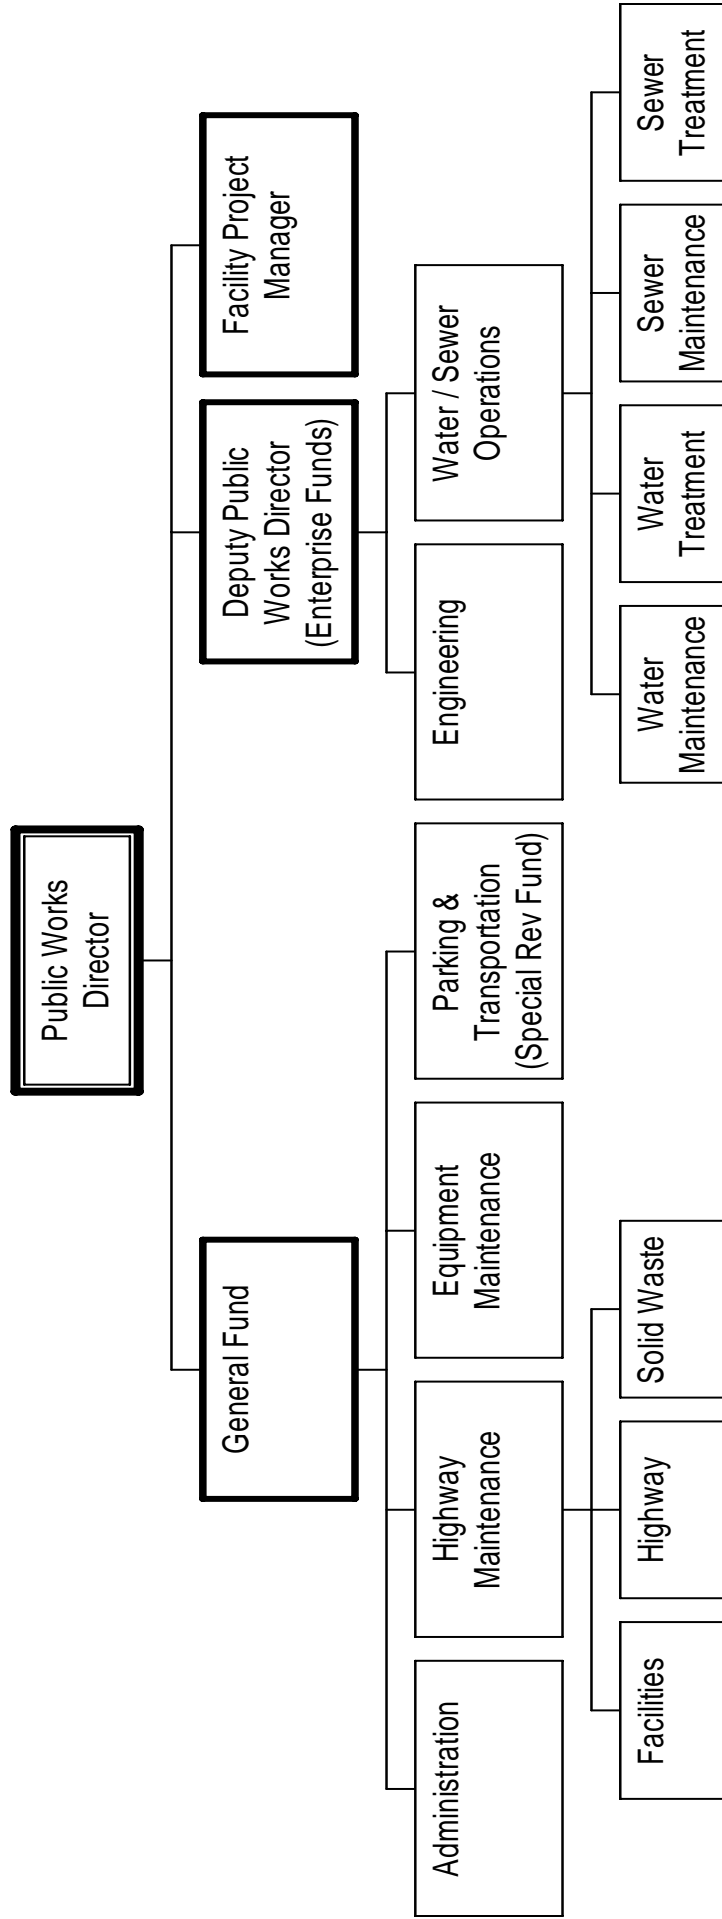 Public Works
Director
General Fund
Deputy Public
Works Director
(Enterprise Funds)
Facility Project
Manager
Administration
Highway
Maintenance
Equipment
Maintenance
Parking &
Transportation
(Special Rev Fund)
Engineering
Water / Sewer
Operations
Facilities
Highway
Solid Waste
Water
Maintenance
Water
Treatment
Sewer
Maintenance
Sewer
Treatment